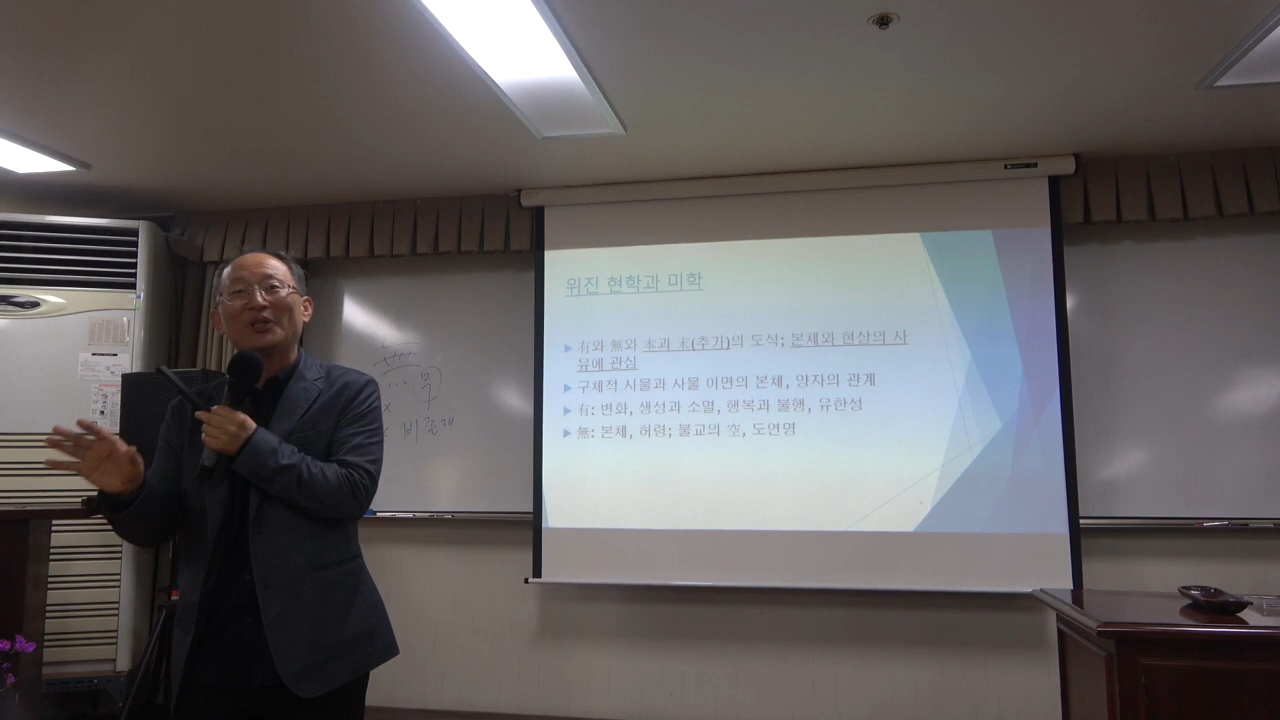 위진 현학과 미학
有와 無와 本과 末(추가)의 도식; 본체와 현상의 사
유에 관심
구체적 사물과 사물 이면의 본체, 양자의 관계
有: 변화, 생성과 소멸, 행복과 불행, 유한성
無: 본체, 허령; 불교의 空, 도연명
무
x
x 비존재